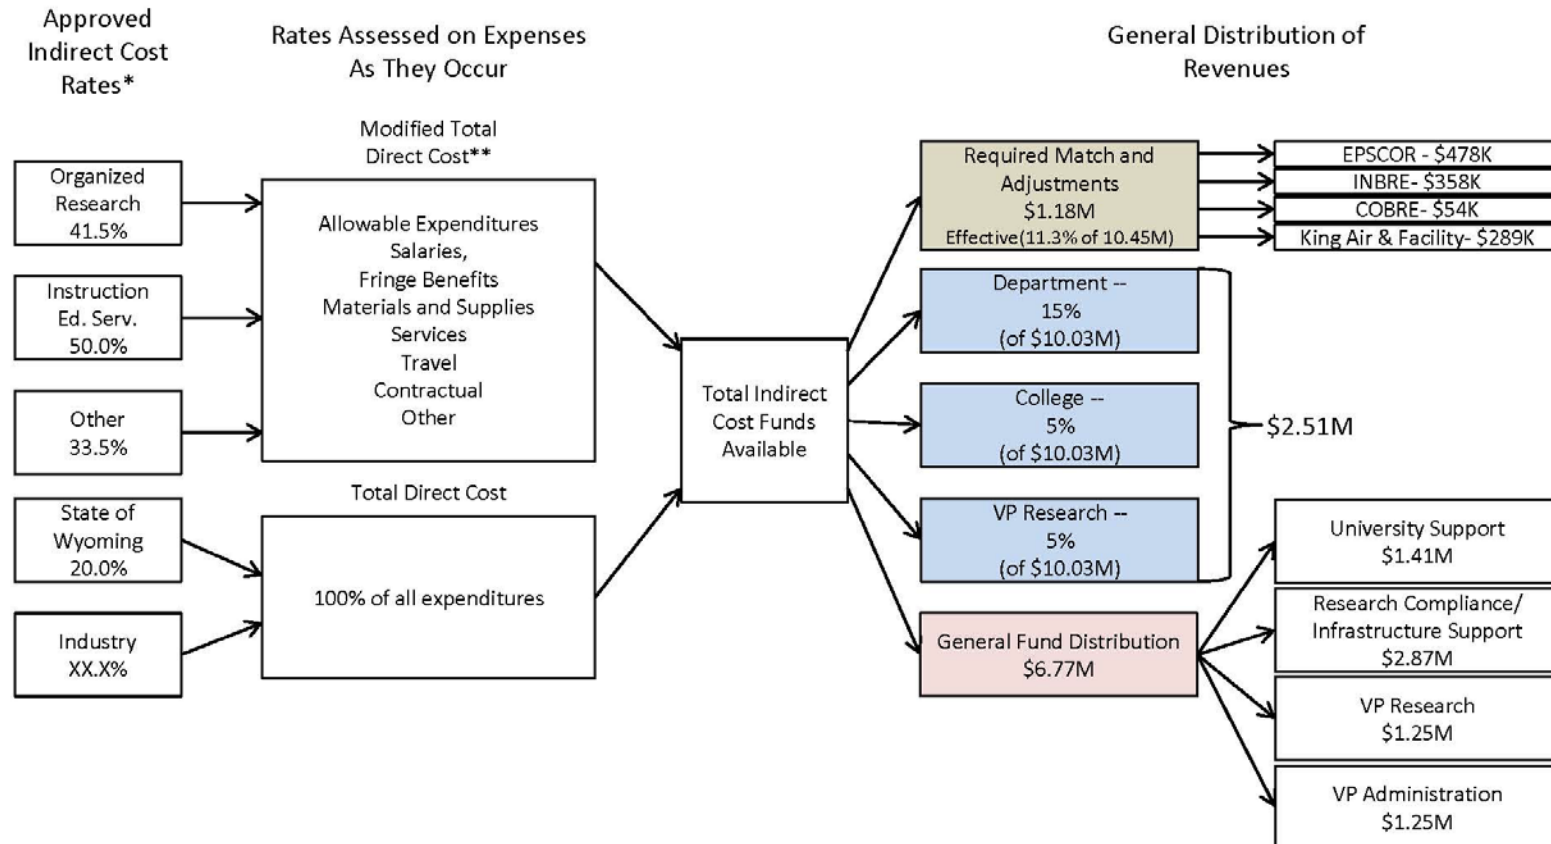 Approved
Indirect Cost
Rates*
Rates Assessed on Expenses
As They Occur
General Distribution of
Revenues
Organized
Research
41.5%
Instruction
Ed. Serv.
50.0%
Other
33.5%
State of
Wyoming
20.0%
Industry
XX.X%
Modified Total
Direct Cost**
Allowable Expenditures
Salaries,
Fringe Benefits
Materials and Supplies
Services
Travel
Contractual
Other
Total Direct Cost
100% of all expenditures
Total Indirect
Cost Funds
Available
Required Match and
Adjustments
$1.18M
Effective(11.3% of 10.45M)
EPSCOR - $478K
INBRE- $358K
COBRE- $54K
King Air & Facility- $289K
Department --
15%
(of $10.03M)
College --
5%
(of $10.03M)
VP Research --
5%
(of $10.03M)
$2.51M
General Fund Distribution
$6.77M
University Support
$1.41M
Research Compliance/
Infrastructure Support
$2.87M
VP Research
$1.25M
VP Administration
$1.25M